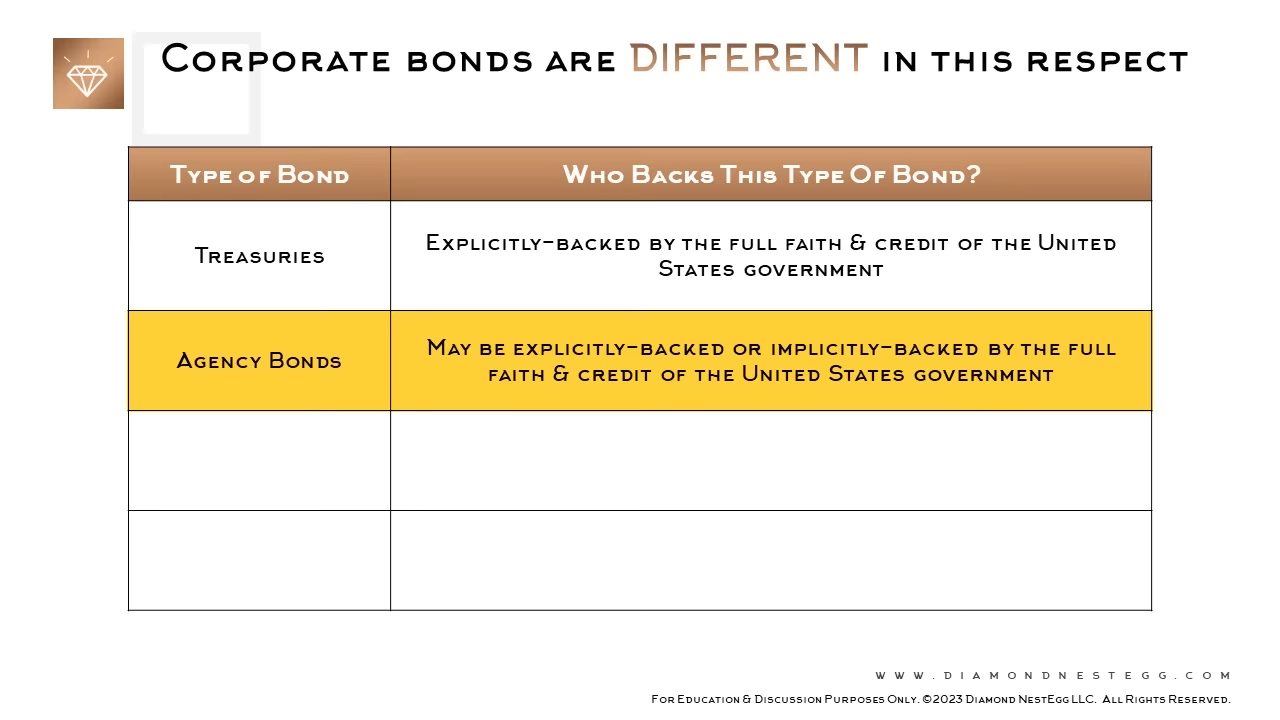 Corporate bonds are DIFFERENT in this respect
Type of Bond
Who Backs This Type Of Bond?
Treasuries
Explicitly-backed by the full faith & credit of the United
States government
Agency Bonds
May be explicitly-backed or implicitly-backed by the full
faith & credit of the United States government
WWW.DIAMONDNESTEGG.COM
For Education & Discussion Purposes Only. ©2023 Diamond NestEgg LLC. All Rights Reserved.